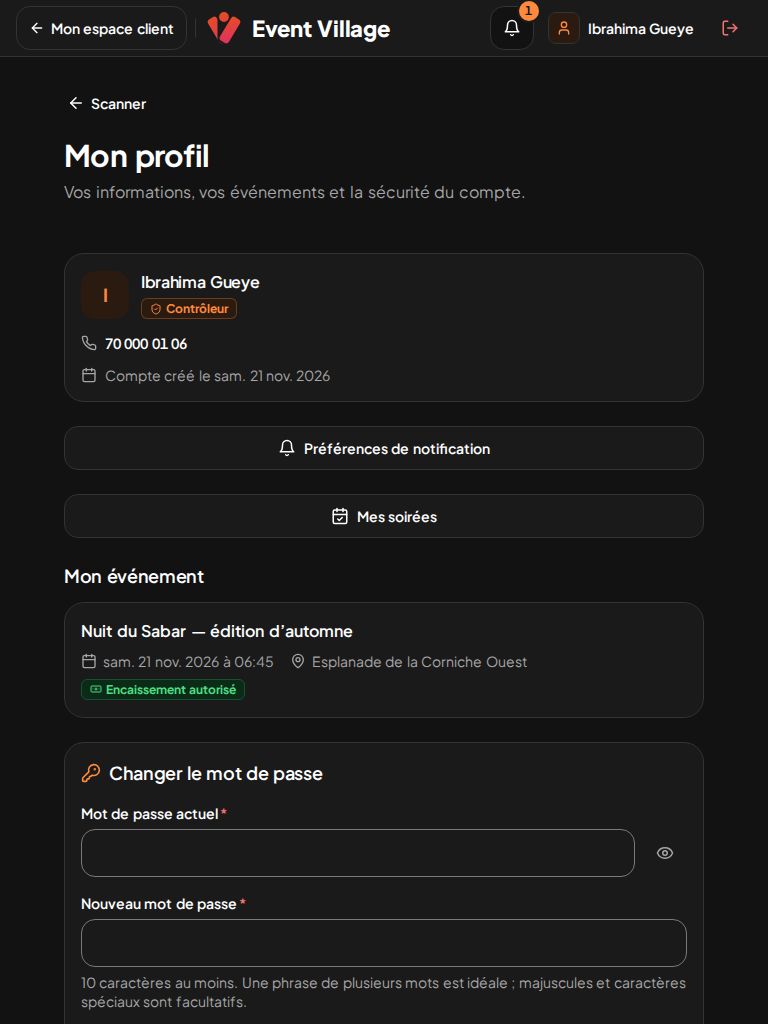 Mon espace client
Event Village
1
Ibrahima Gueye
Scanner
Mon profil
Vos informations, vos événements et la sécurité du compte.
I
Ibrahima Gueye
Contrôleur
70 000 01 06
Compte créé le sam. 21 nov. 2026
Préférences de notification
Mes soirées
Mon événement
Nuit du Sabar — édition d’automne
sam. 21 nov. 2026 à 06:45 Esplanade de la Corniche Ouest
Encaissement autorisé
Changer le mot de passe
Mot de passe actuel *
Nouveau mot de passe *
10 caractères au moins. Une phrase de plusieurs mots est idéale ; majuscules et caractères
spéciaux sont facultatifs.